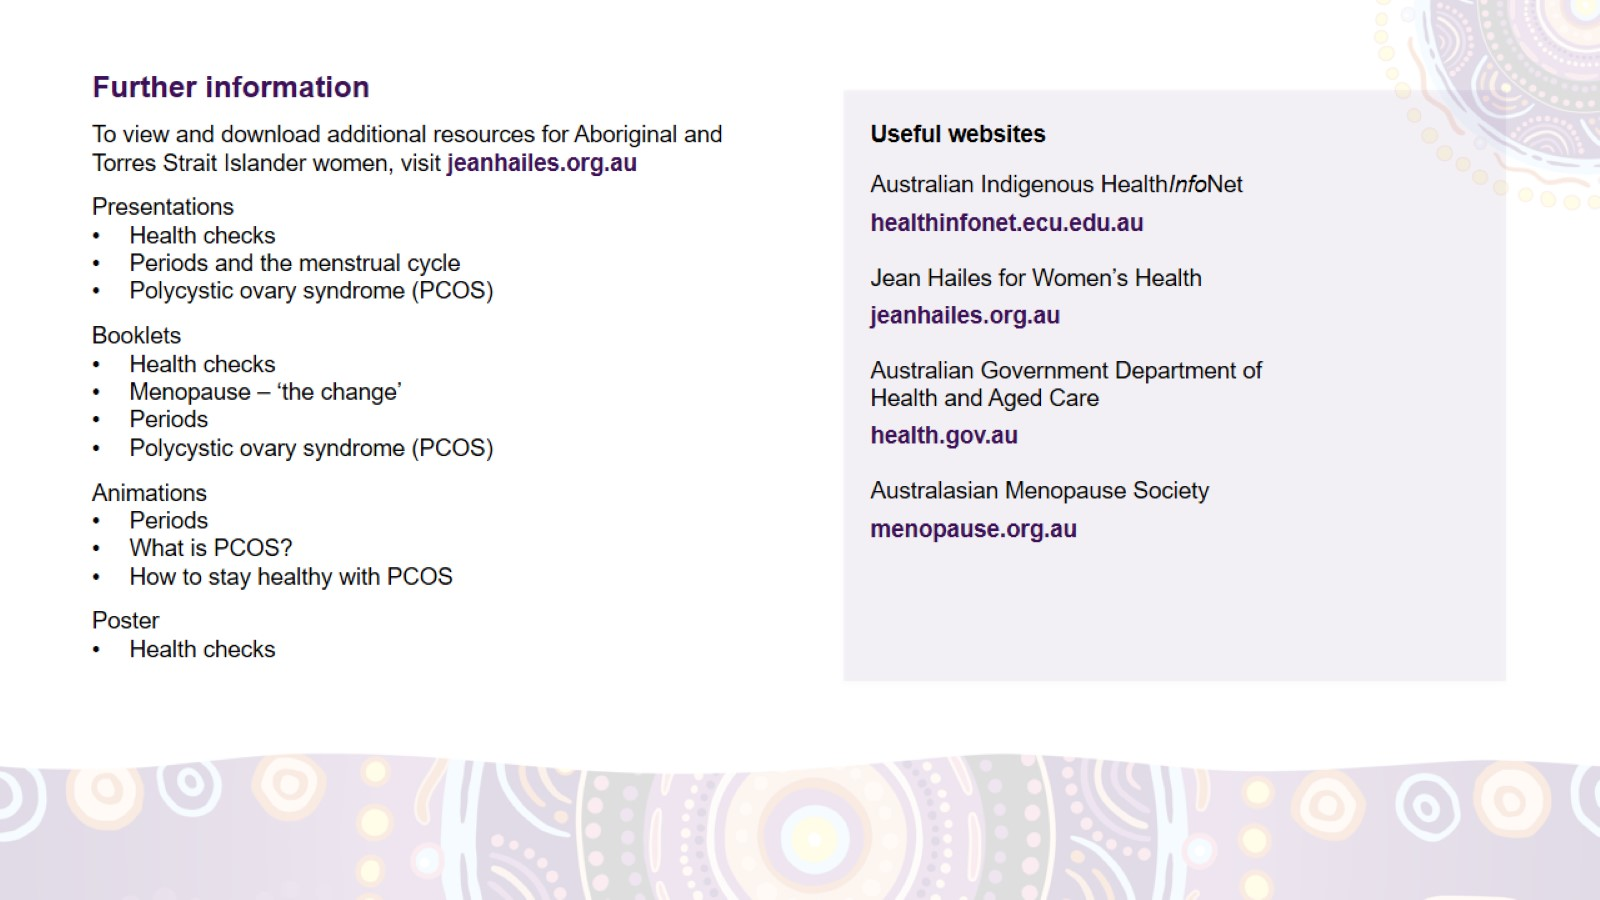 Further information
To view and download additional resources for Aboriginal and
Torres Strait Islander women, visit jeanhailes.org.au
Presentations
• Health checks
• Periods and the menstrual cycle
• Polycystic ovary syndrome (PCOS)
Booklets
• Health checks
• Menopause – ‘the change’
• Periods
• Polycystic ovary syndrome (PCOS)
Animations
• Periods
• What is PCOS?
• How to stay healthy with PCOS
Poster
• Health checks
Useful websites
Australian Indigenous HealthInfoNet
healthinfonet.ecu.edu.au
Jean Hailes for Women’s Health
jeanhailes.org.au
Australian Government Department of
Health and Aged Care
health.gov.au
Australasian Menopause Society
menopause.org.au